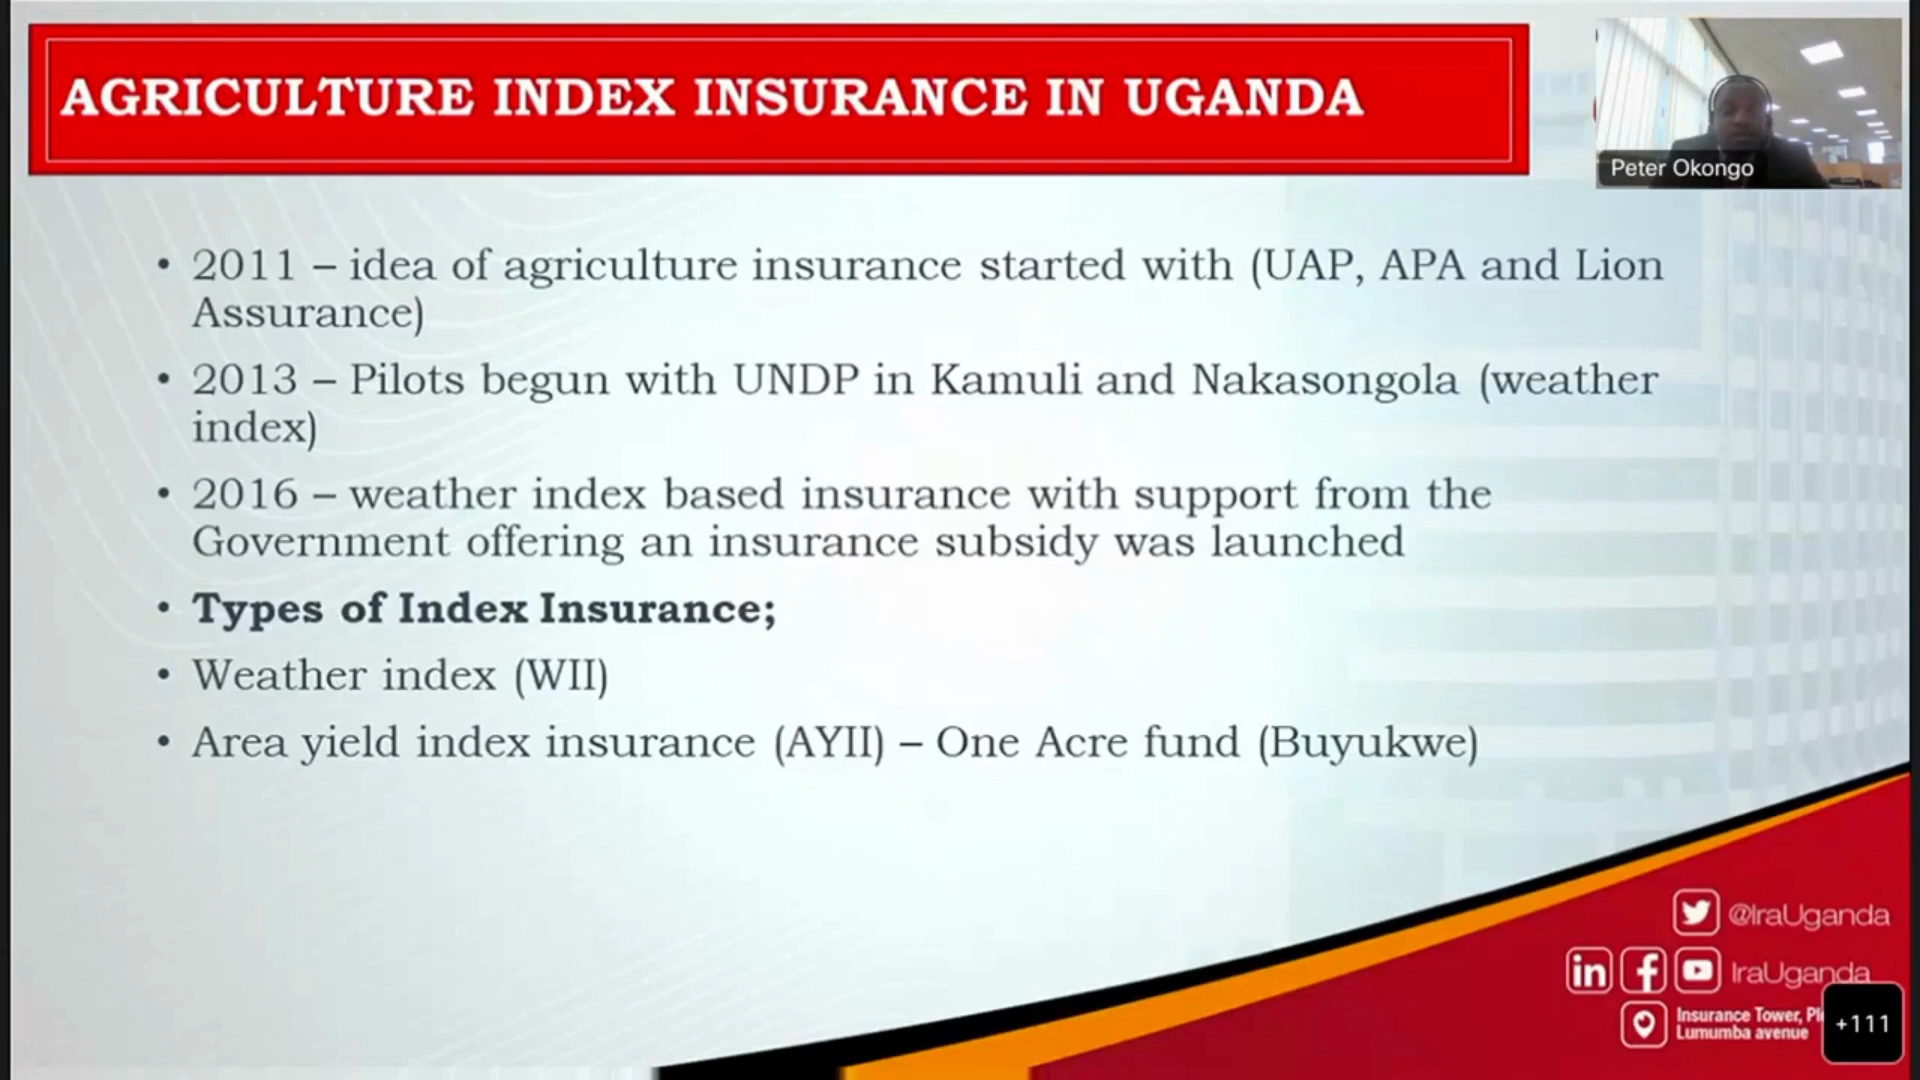 AGRICULTURE INDEX INSURANCE IN UGANDA
Peter Okongo
• 2011 – idea of agriculture insurance started with (UAP, APA and Lion
Assurance)
• 2013 – Pilots begun with UNDP in Kamuli and Nakasongola (weather
index)
• 2016 – weather index based insurance with support from the
Government offering an insurance subsidy was launched
• Types of Index Insurance;
• Weather index (WII)
• Area yield index insurance (AYII) – One Acre fund (Buyukwe)
@IraUganda
in f IraUganda
Insurance Tower,
Lumumba avenue
+111